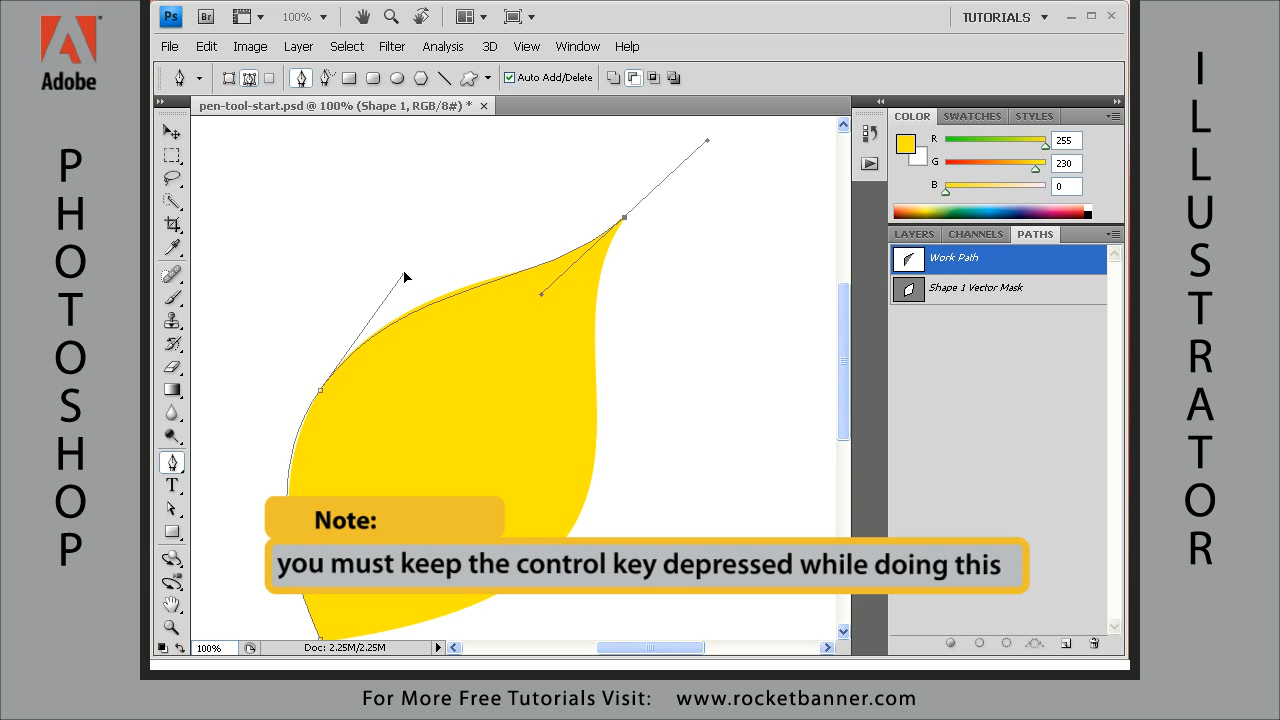 Adobe
PHOTOSHOP
Ps
Br
100%
TUTORIALS
File Edit Image Layer Select Filter Analysis 3D View Window Help
Auto Add/Delete
pen-tool-start.psd @ 100% (Shape 1, RGB/8#) *
COLOR SWATCHES STYLES
R 255
G 230
B 0
LAYERS CHANNELS PATHS
Work Path
Shape 1 Vector Mask
T
Note:
you must keep the control key depressed while doing this
100% Doc: 2.25M/2.25M
ILLUSTRATOR
For More Free Tutorials Visit: www.rocketbanner.com